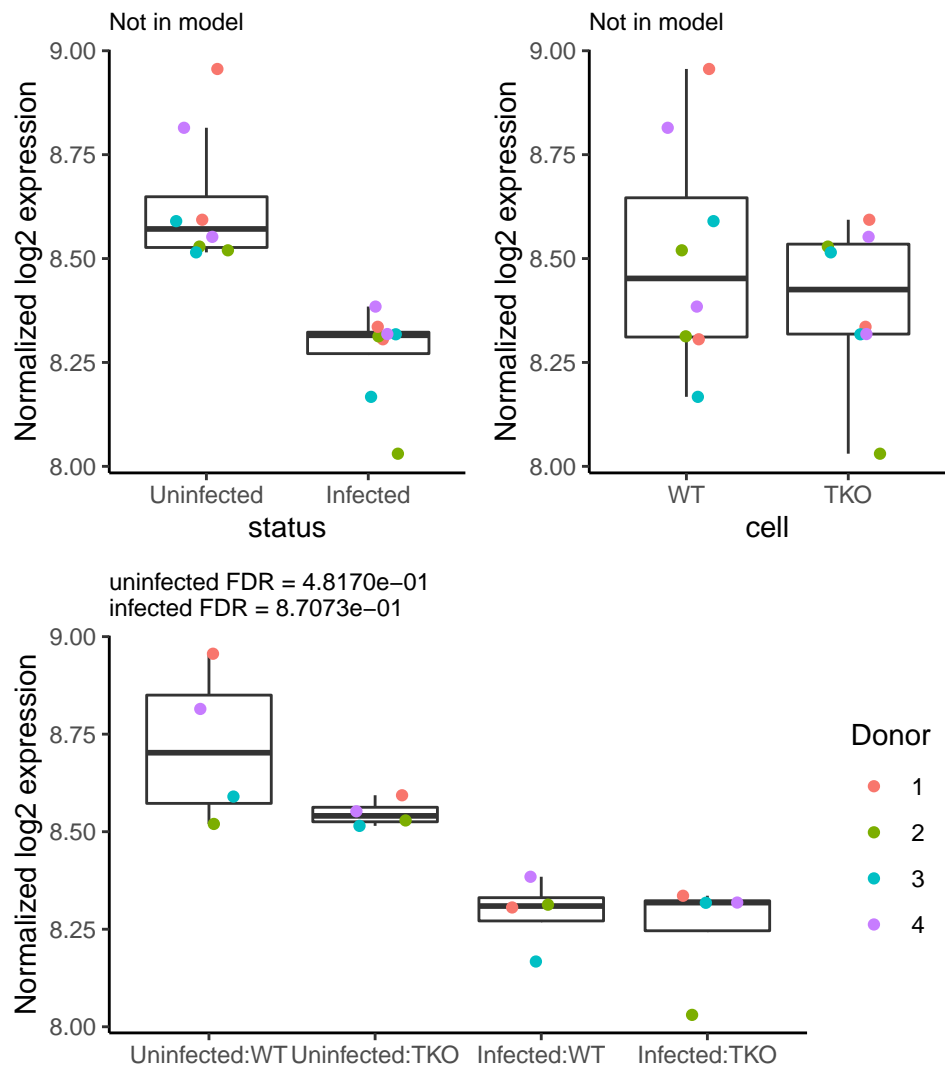 Not in model
9.00
8.75
8.50
8.25
8.00
Normalized log2 expression
Uninfected Infected
status
Not in model
9.00
8.75
8.50
8.25
8.00
Normalized log2 expression
WT TKO
cell
uninfected FDR = 4.8170e−01
infected FDR = 8.7073e−01
9.00
8.75
8.50
8.25
8.00
Normalized log2 expression
Uninfected:WT Uninfected:TKO Infected:WT Infected:TKO
Donor
1
2
3
4